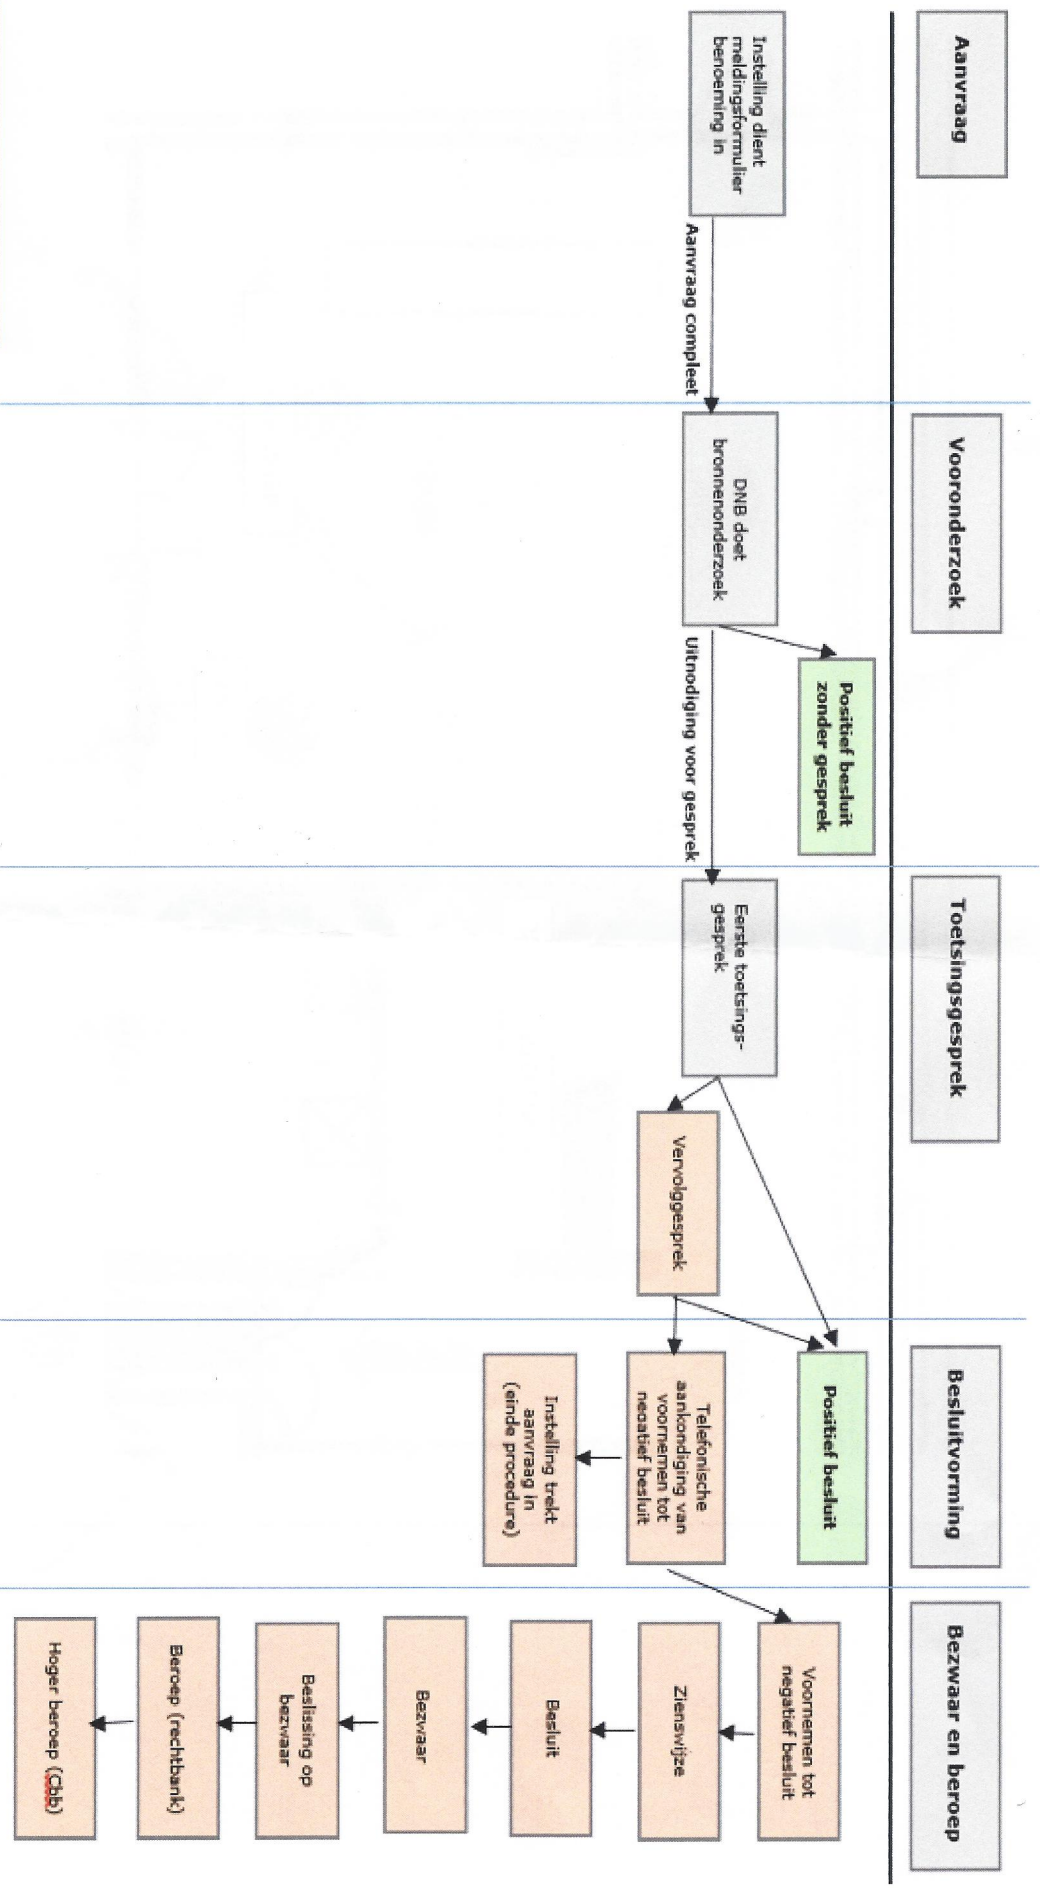 Aanvraag
Instelling dient
meldingsformulier
benoeming in
Aanvraag compleet
Vooronderzoek
DNB doet
bronnenonderzoek
Positief besluit
zonder gesprek
Uitnodiging voor gesprek
Toetsingsgesprek
Eerste toetsings-
gesprek
Vervolggesprek
Besluitvorming
Positief besluit
Telefonische
aankondiging van
voornemen tot
negatief besluit
Instelling trekt
aanvraag in
(einde procedure)
Bezwaar en beroep
Voornemen tot
negatief besluit
Zienswijze
Besluit
Bezwaar
Beslissing op
bezwaar
Beroep (rechtbank)
Hoger beroep (Cbb)